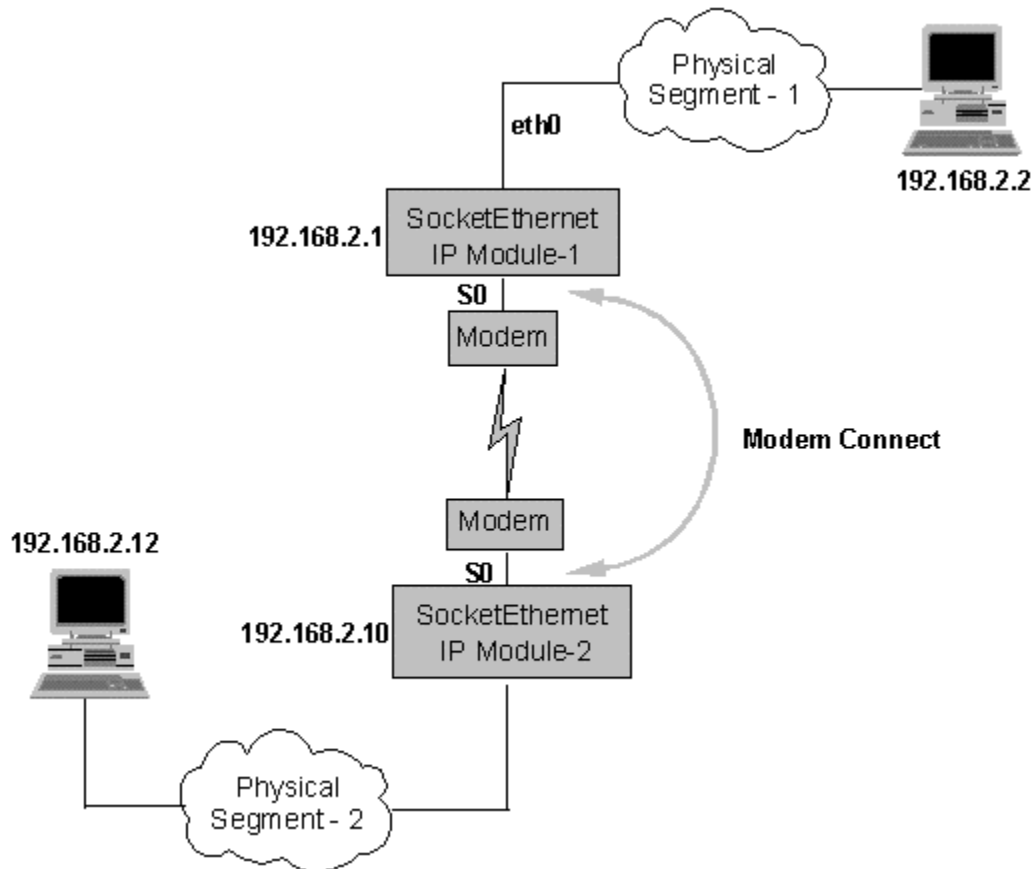 Physical
Segment - 1
eth0
192.168.2.2
SocketEthernet
IP Module-1
192.168.2.1
S0
Modem
Modem Connect
Modem
192.168.2.12
S0
SocketEthernet
IP Module-2
192.168.2.10
Physical
Segment - 2